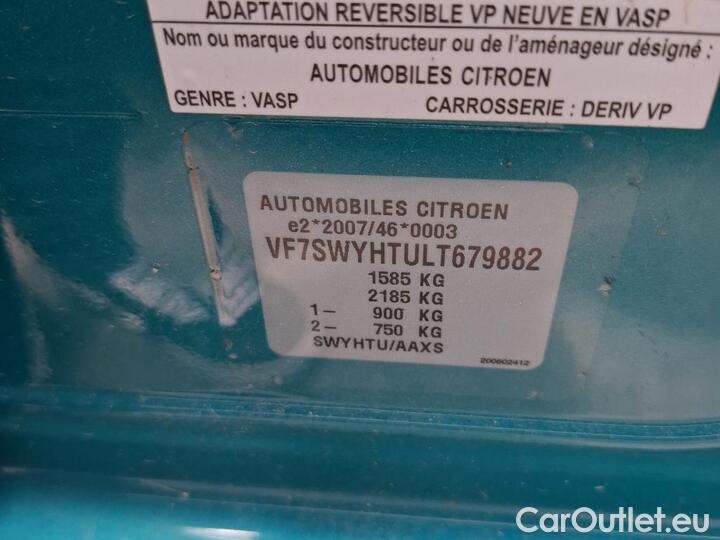 ADAPTATION REVERSIBLE VP NEUVE EN VASP
Nom ou marque du constructeur ou de l'aménageur désigné :
AUTOMOBILES CITROEN
GENRE : VASP CARROSSERIE : DERIV VP
AUTOMOBILES CITROEN
e2*2007/46*0003
VF7SWYHTULT679882
1585 KG
2185 KG
1- 900 KG
2- 750 KG
SWYHTU/AAXS
200602412
CarOutlet.eu